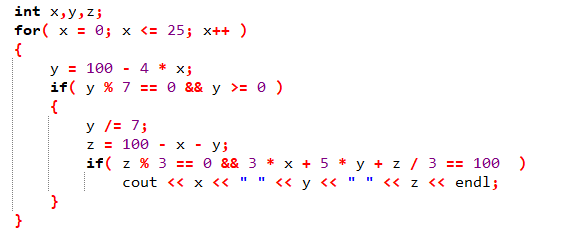 int x,y,z;
for( x = 0; x <= 25; x++ )
{
    y = 100 - 4 * x;
    if( y % 7 == 0 && y >= 0 )
    {
        y /= 7;
        z = 100 - x - y;
        if( z % 3 == 0 && 3 * x + 5 * y + z / 3 == 100  )
            cout << x << " " << y << " " << z << endl;
    }
}